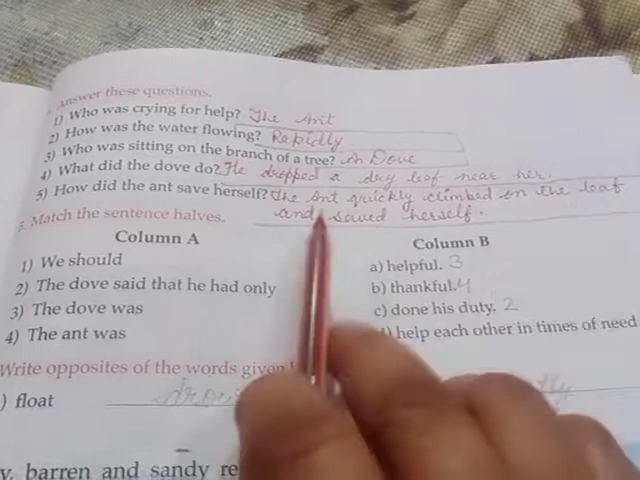 Answer these questions.
1) Who was crying for help? The Ant
2) How was the water flowing? Rapidly
3) Who was sitting on the branch of a tree? Dove
4) What did the dove do? He dropped a dry leaf near her.
5) How did the ant save herself? The Ant quickly climbed on the leaf
and saved herself.
5. Match the sentence halves.
Column A Column B
1) We should a) helpful. 3
2) The dove said that he had only b) thankful. 4
3) The dove was c) done his duty. 2
4) The ant was help each other in times of need
Write opposites of the words given
) float
y, barren and sandy re